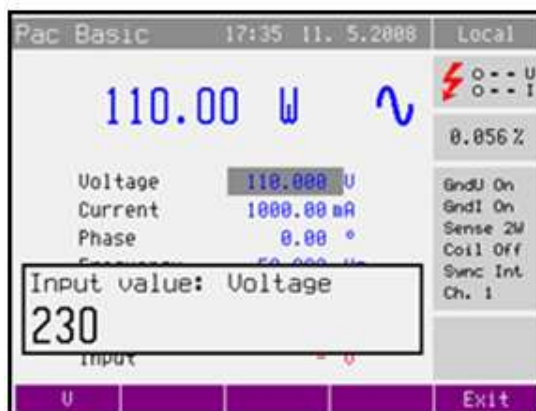 Pac Basic 17:35 11. 5.2008 Local
U
I
110.00 W
0.056 %
Voltage 110.000 U
Current 1000.00 mA
Phase 0.00 °
GndU On
GndI On
Sense 2W
Coil Off
Sync Int
Ch. 1
Input value: Voltage
230
Input
U Exit